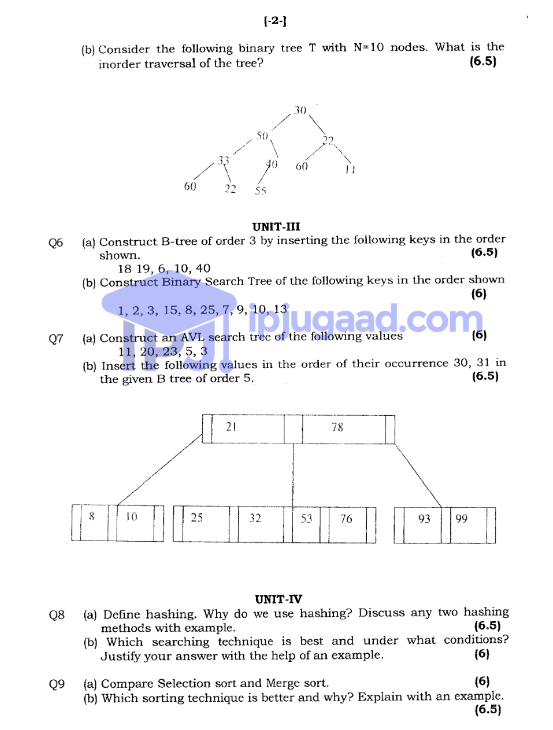 [-2-]
(b) Consider the following binary tree T with N=10 nodes. What is the
inorder traversal of the tree? (6.5)
30
50 22
33 40 60 11
60 22 55
UNIT-III
Q6 (a) Construct B-tree of order 3 by inserting the following keys in the order
shown. (6.5)
18 19, 6, 10, 40
(b) Construct Binary Search Tree of the following keys in the order shown
(6)
1, 2, 3, 15, 8, 25, 7, 9, 10, 13
ipjugaad.com
IPJ
Q7 (a) Construct an AVL search tree of the following values (6)
11, 20, 23, 5, 3
(b) Insert the following values in the order of their occurrence 30, 31 in
the given B tree of order 5. (6.5)
21 78
8 10 25 32 53 76 93 99
UNIT-IV
Q8 (a) Define hashing. Why do we use hashing? Discuss any two hashing
methods with example. (6.5)
(b) Which searching technique is best and under what conditions?
Justify your answer with the help of an example. (6)
Q9 (a) Compare Selection sort and Merge sort. (6)
(b) Which sorting technique is better and why? Explain with an example.
(6.5)